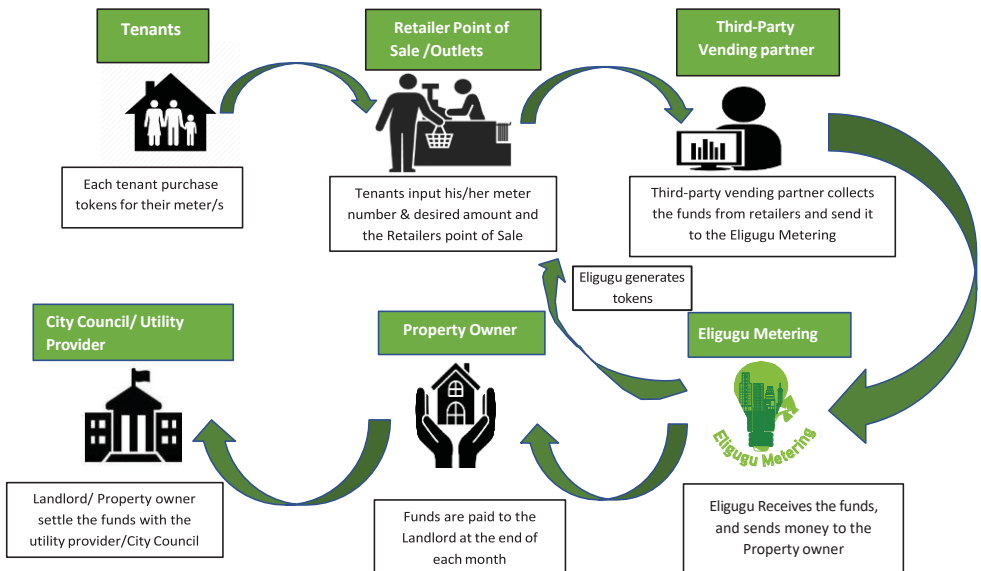 Tenants
Retailer Point of
Sale /Outlets
Third-Party
Vending partner
Each tenant purchase
tokens for their meter/s
Tenants input his/her meter
number & desired amount and
the Retailers point of Sale
Third-party vending partner collects
the funds from retailers and send it
to the Eligugu Metering
Eligugu generates
tokens
City Council/ Utility
Provider
Property Owner
Eligugu Metering
Eligugu Metering
Landlord/ Property owner
settle the funds with the
utility provider/City Council
Funds are paid to the
Landlord at the end of
each month
Eligugu Receives the funds,
and sends money to the
Property owner